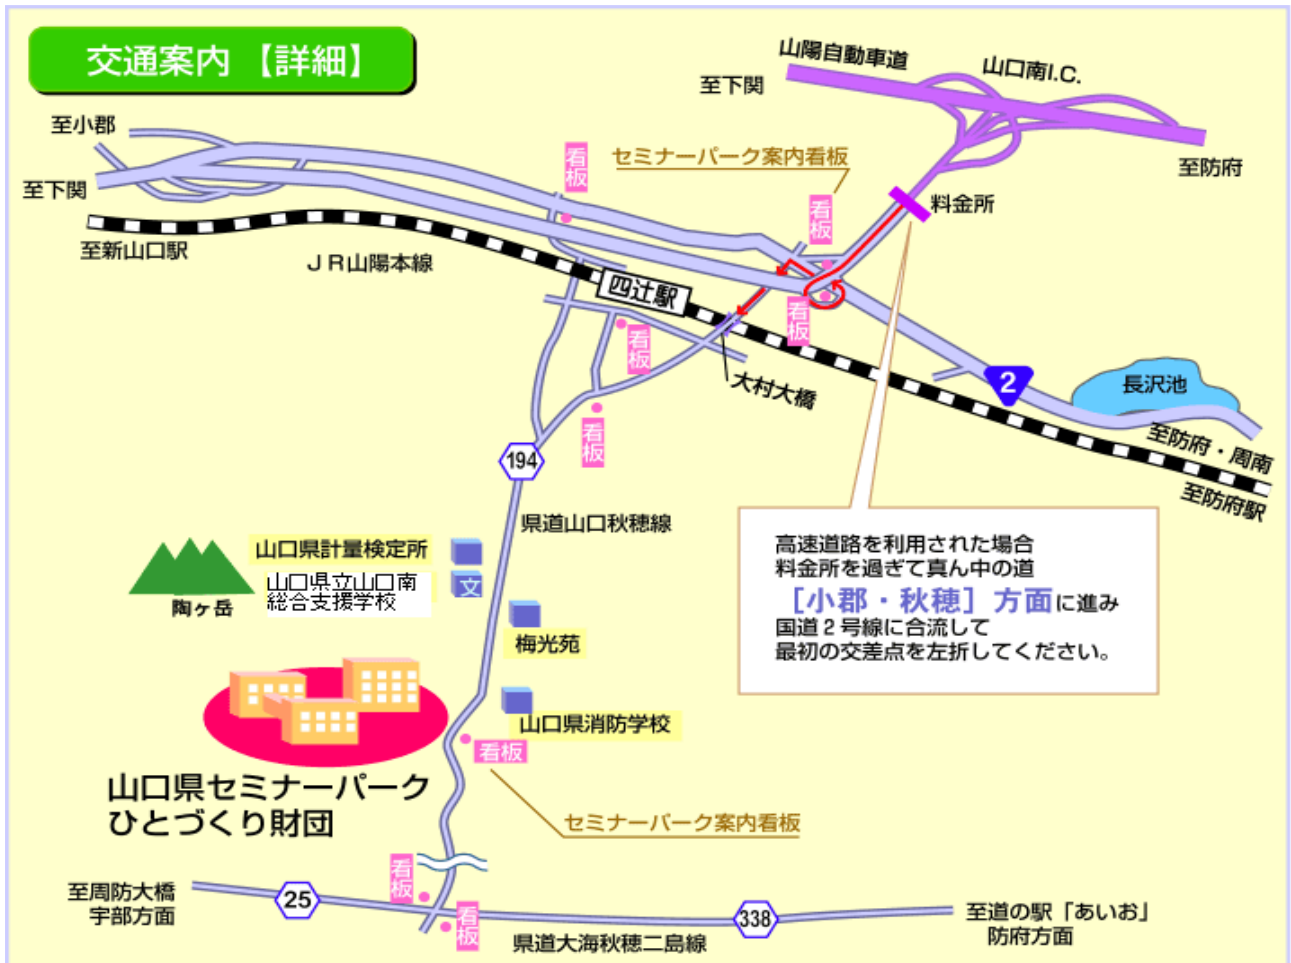 交通案内【詳細】
山陽自動車道
山口南I.C.
至下関
至小郡
看板
セミナーパーク案内看板
至防府
至下関
看板
料金所
至新山口駅
JR山陽本線
四辻駅
看板
看板
2
長沢池
大村大橋
看板
至防府・周南
194
至防府駅
県道山口秋穂線
高速道路を利用された場合
料金所を過ぎて真ん中の道
[小郡・秋穂]方面に進み
国道2号線に合流して
最初の交差点を左折してください。
山口県計量検定所
山口県立山口南
総合支援学校
文
陶ヶ岳
梅光苑
山口県消防学校
看板
山口県セミナーパーク
ひとづくり財団
セミナーパーク案内看板
看板
至周防大橋
宇部方面
25
看板
338
至道の駅「あいお」
防府方面
県道大海秋穂二島線